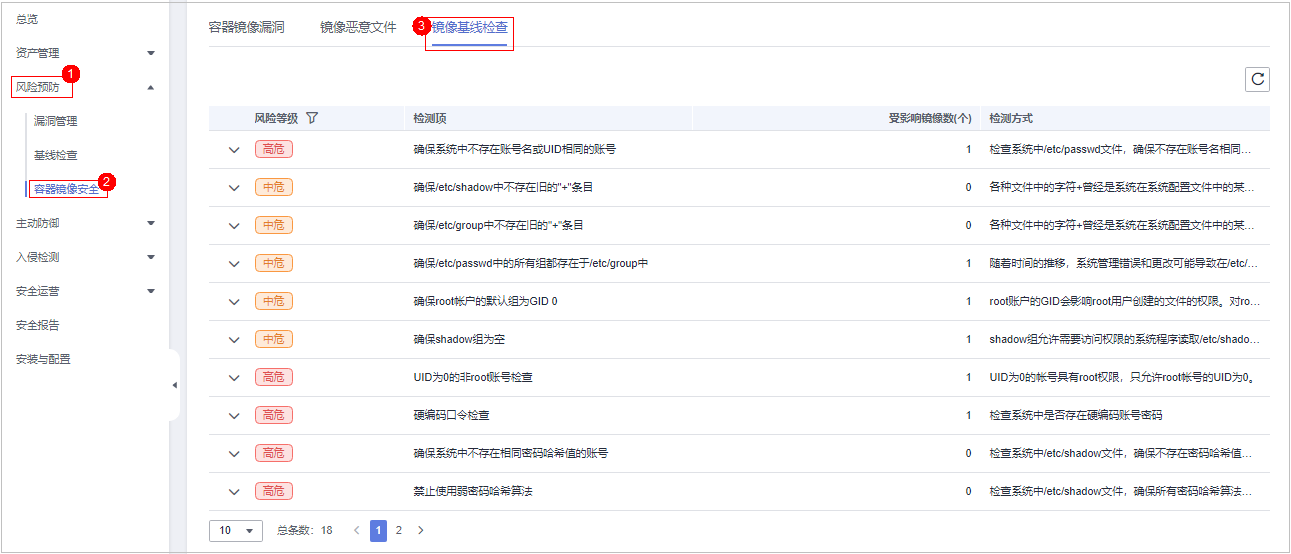 总览
资产管理
风险预防
1
漏洞管理
基线检查
容器镜像安全
2
主动防御
入侵检测
安全运营
安全报告
安装与配置
容器镜像漏洞 镜像恶意文件 3 镜像基线检查
风险等级 检测项 受影响镜像数(个) 检测方式
高危 确保系统中不存在账号名或UID相同的账号 1 检查系统中/etc/passwd文件，确保不存在账号名相同…
中危 确保/etc/shadow中不存在旧的"+"条目 0 各种文件中的字符+曾经是系统在系统配置文件中的某…
中危 确保/etc/group中不存在旧的"+"条目 0 各种文件中的字符+曾经是系统在系统配置文件中的某…
中危 确保/etc/passwd中的所有组都存在于/etc/group中 1 随着时间的推移，系统管理错误和更改可能导致在/etc/…
中危 确保root帐户的默认组为GID 0 1 root账户的GID会影响root用户创建的文件的权限。对ro…
中危 确保shadow组为空 1 shadow组允许需要访问权限的系统程序读取/etc/shado…
高危 UID为0的非root账号检查 1 UID为0的帐号具有root权限，只允许root帐号的UID为0。
高危 硬编码口令检查 1 检查系统中是否存在硬编码账号密码
高危 确保系统中不存在相同密码哈希值的账号 0 检查系统中/etc/shadow文件，确保不存在密码哈希值…
高危 禁止使用弱密码哈希算法 0 检查系统中/etc/shadow文件，确保所有密码哈希算法…
10 总条数：18 < 1 2 >